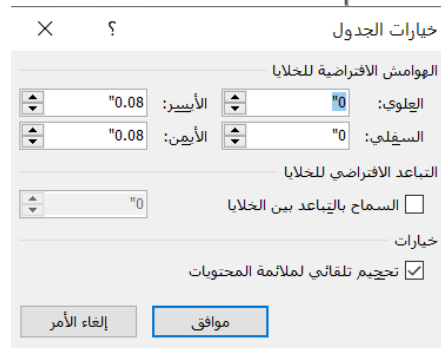 خيارات الجدول ؟
الهوامش الافتراضية للخلايا
العلوي: 0" الأيسر: 0.08"
السفلي: 0" الأيمن: 0.08"
التباعد الافتراضي للخلايا
السماح بالتباعد بين الخلايا 0"
خيارات
تحجيم تلقائي لملائمة المحتويات
موافق إلغاء الأمر